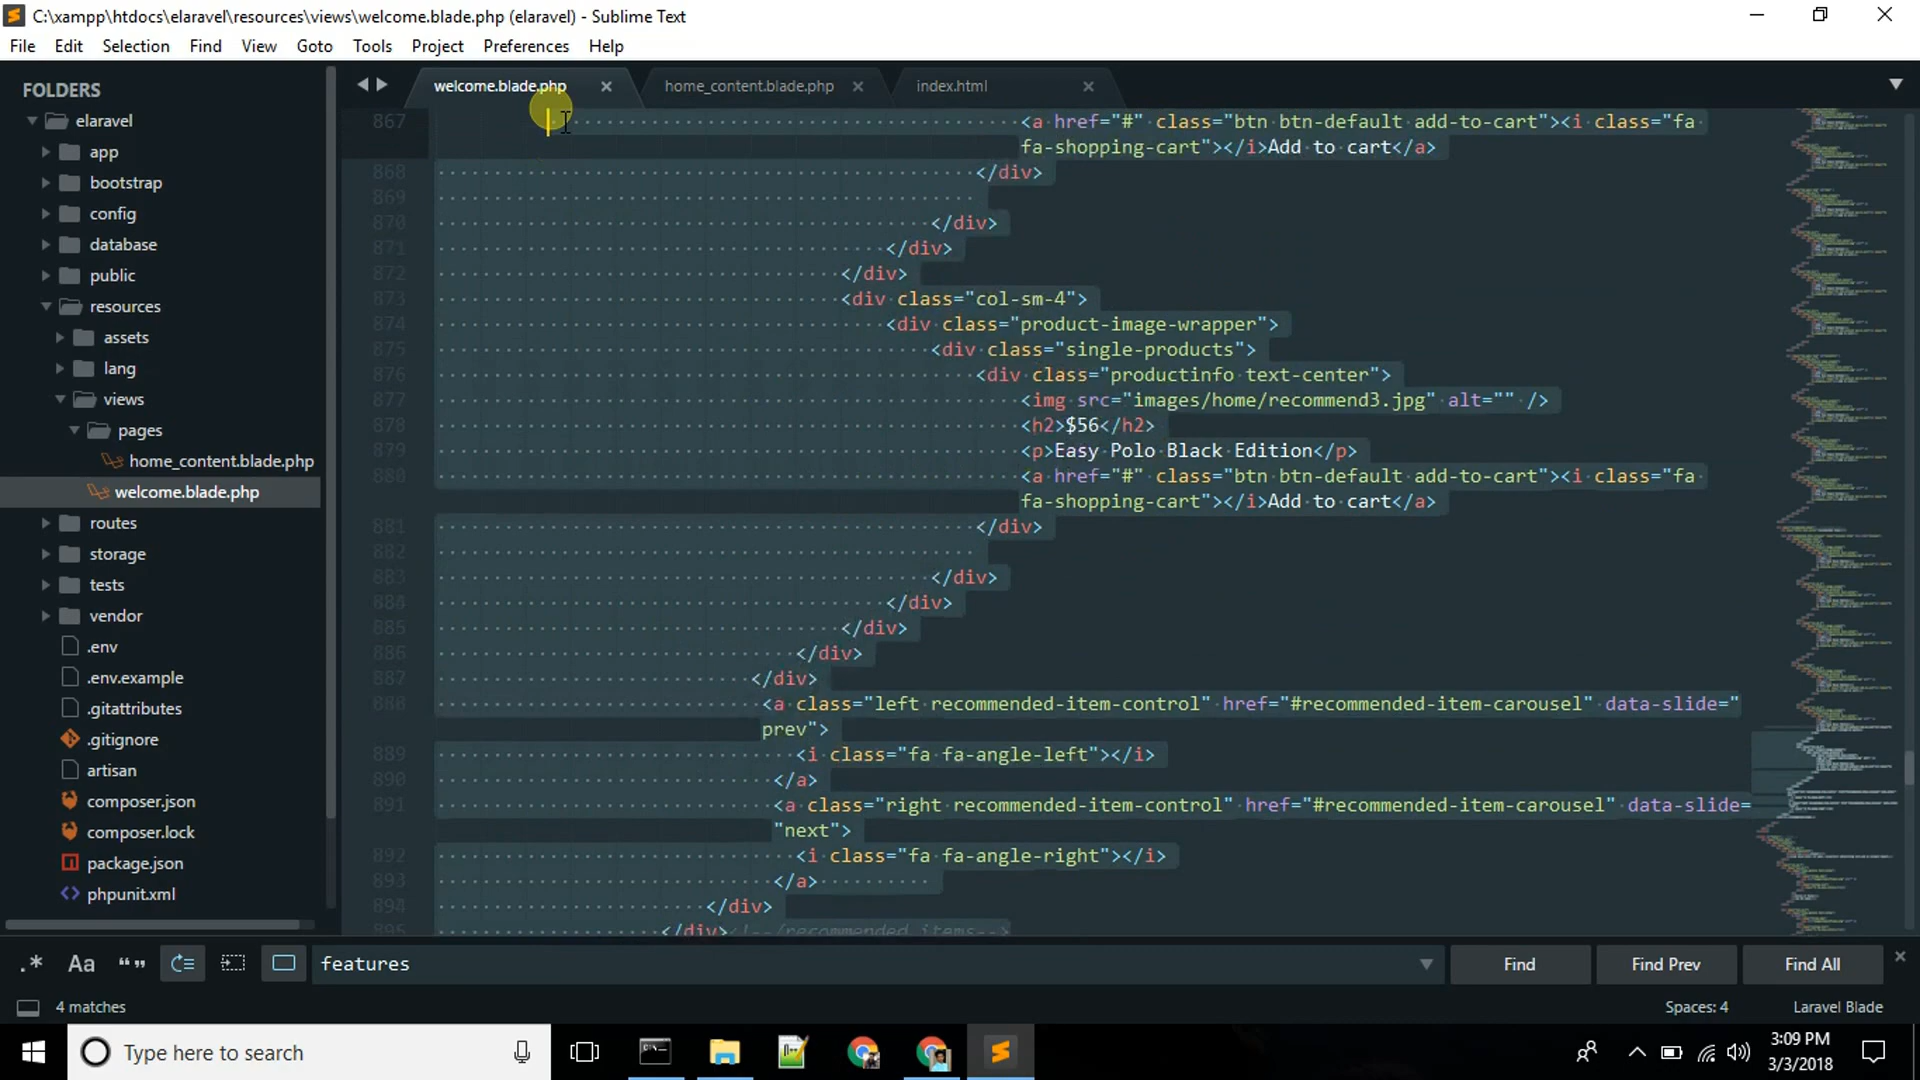 C:\xampp\htdocs\elaravel\resources\views\welcome.blade.php (elaravel) - Sublime Text
File Edit Selection Find View Goto Tools Project Preferences Help
FOLDERS
elaravel
app
bootstrap
config
database
public
resources
assets
lang
views
pages
home_content.blade.php
welcome.blade.php
routes
storage
tests
vendor
.env
.env.example
.gitattributes
.gitignore
artisan
composer.json
composer.lock
package.json
phpunit.xml
welcome.blade.php home_content.blade.php index.html
867 <a href="#" class="btn btn-default add-to-cart"><i class="fa
fa-shopping-cart"></i>Add to cart</a>
868 </div>
869
870 </div>
871 </div>
872 </div>
873 <div class="col-sm-4">
874 <div class="product-image-wrapper">
875 <div class="single-products">
876 <div class="productinfo text-center">
877 <img src="images/home/recommend3.jpg" alt="" />
878 <h2>$56</h2>
879 <p>Easy Polo Black Edition</p>
880 <a href="#" class="btn btn-default add-to-cart"><i class="fa
fa-shopping-cart"></i>Add to cart</a>
881 </div>
882
883 </div>
884 </div>
885 </div>
886 </div>
887 </div>
888 <a class="left recommended-item-control" href="#recommended-item-carousel" data-slide="
prev">
889 <i class="fa fa-angle-left"></i>
890 </a>
891 <a class="right recommended-item-control" href="#recommended-item-carousel" data-slide=
"next">
892 <i class="fa fa-angle-right"></i>
893 </a>
894 </div>
895 </div><!--/recommended_items-->
.* Aa “ ” features Find Find Prev Find All
4 matches Spaces: 4 Laravel Blade
Type here to search
3:09 PM
3/3/2018